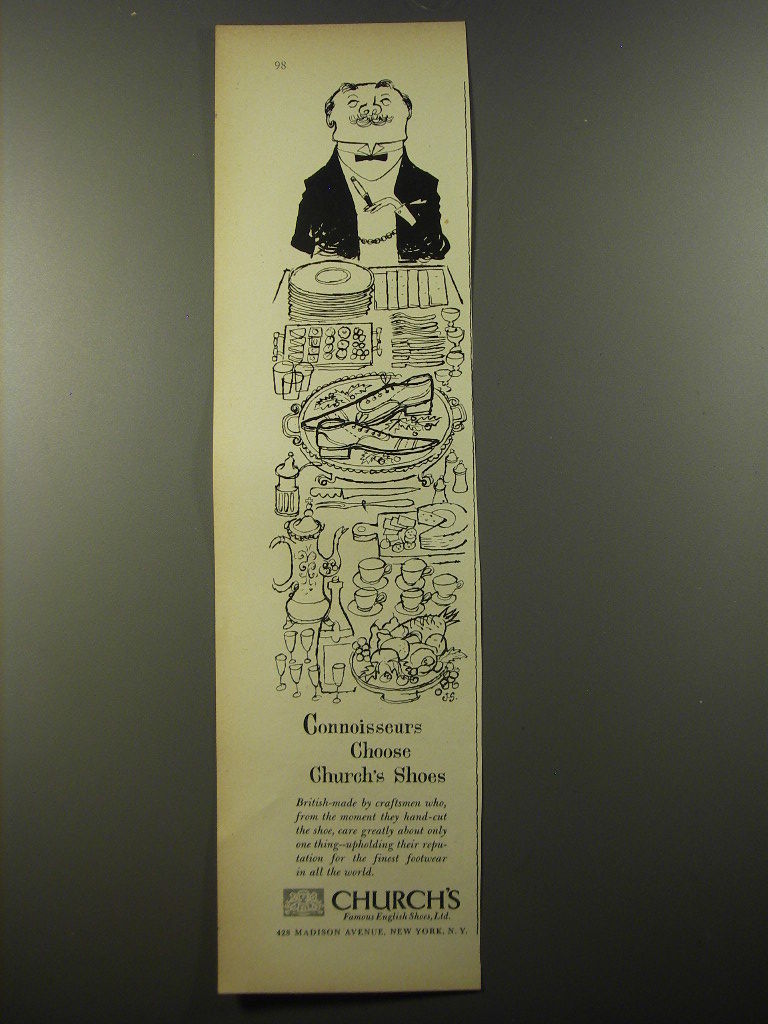 98
J.G.
Connoisseurs
Choose
Church's Shoes
British-made by craftsmen who,
from the moment they hand-cut
the shoe, care greatly about only
one thing—upholding their repu-
tation for the finest footwear
in all the world.
CHURCH'S
Famous English Shoes, Ltd.
428 MADISON AVENUE, NEW YORK, N. Y.